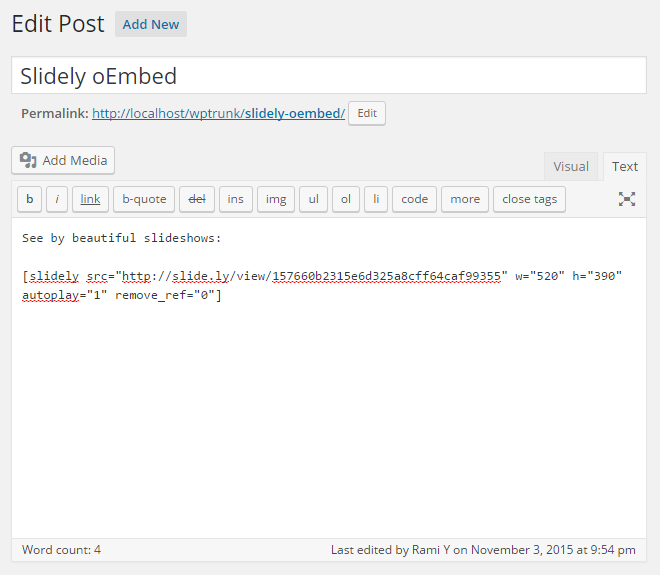 Edit Post Add New
Slidely oEmbed
Permalink: http://localhost/wptrunk/slidely-oembed/ Edit
Add Media Visual Text
b i link b-quote del ins img ul ol li code more close tags
See by beautiful slideshows:
[slidely src="http://slide.ly/view/157660b2315e6d325a8cff64caf99355" w="520" h="390"
autoplay="1" remove_ref="0"]
Word count: 4 Last edited by Rami Y on November 3, 2015 at 9:54 pm